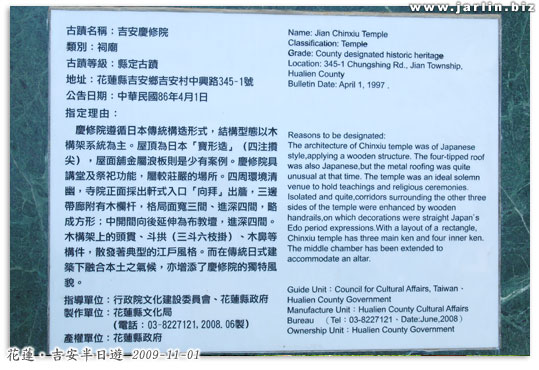 www.jarlin.biz
古蹟名稱：吉安慶修院
類別：祠廟
古蹟等級：縣定古蹟
地址：花蓮縣吉安鄉吉安村中興路345-1號
公告日期：中華民國86年4月1日
指定理由：
慶修院遵循日本傳統構造形式，結構型態以木
構架系統為主。屋頂為日本「寶形造」（四注攢
尖），屋面舖金屬浪板則是少有案例。慶修院具
講堂及祭祀功能，屬較莊嚴的場所。四周環境清
幽，寺院正面採出軒式入口「向拜」出簷，三邊
帶廊附有木欄杆，格局面寬三間、進深四間，略
成方形；中開間向後延伸為布教壇，進深四間。
木構架上的頭貫、斗拱（三斗六枝掛）、木鼻等
構件，散發著典型的江戶風格。而在傳統日式建
築下融合本土之氣候，亦增添了慶修院的獨特風
貌。
指導單位：行政院文化建設委員會、花蓮縣政府
製作單位：花蓮縣文化局
（電話：03-8227121, 2008. 06製）
產權單位：花蓮縣政府
Name: Jian Chinxiu Temple
Classification: Temple
Grade: County designated historic heritage
Location: 345-1 Chungshing Rd., Jian Township,
Hualien County
Bulletin Date: April 1, 1997 .
Reasons to be designated:
The architecture of Chinxiu temple was of Japanese
style,applying a wooden structure. The four-tipped roof
was also Japanese,but the metal roofing was quite
unusual at that time. The temple was an ideal solemn
venue to hold teachings and religious ceremonies.
Isolated and quite,corridors surrounding the other three
sides of the temple were enhanced by wooden
handrails,on which decorations were straight Japan's
Edo period expressions.With a layout of a rectangle,
Chinxiu temple has three main ken and four inner ken.
The middle chamber has been extended to
accommodate an altar.
Guide Unit：Council for Cultural Affairs, Taiwan、
Hualien County Government
Manufacture Unit：Hualien County Cultural Affairs
Bureau （Tel：03-8227121、Date:June,2008）
Ownership Unit：Hualien County Government
花蓮。吉安半日遊 2009-11-01